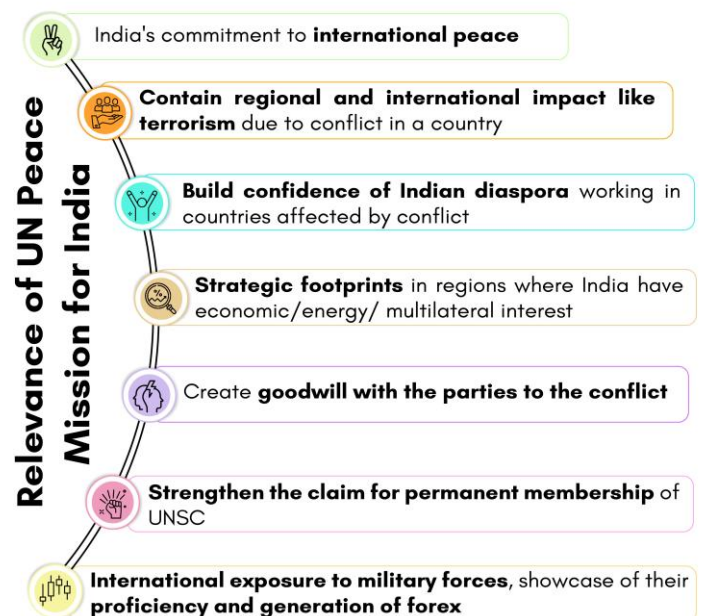 Relevance of UN Peace
Mission for India
India's commitment to international peace
Contain regional and international impact like
terrorism due to conflict in a country
Build confidence of Indian diaspora working in
countries affected by conflict
Strategic footprints in regions where India have
economic/energy/ multilateral interest
Create goodwill with the parties to the conflict
Strengthen the claim for permanent membership of
UNSC
International exposure to military forces, showcase of their
proficiency and generation of forex